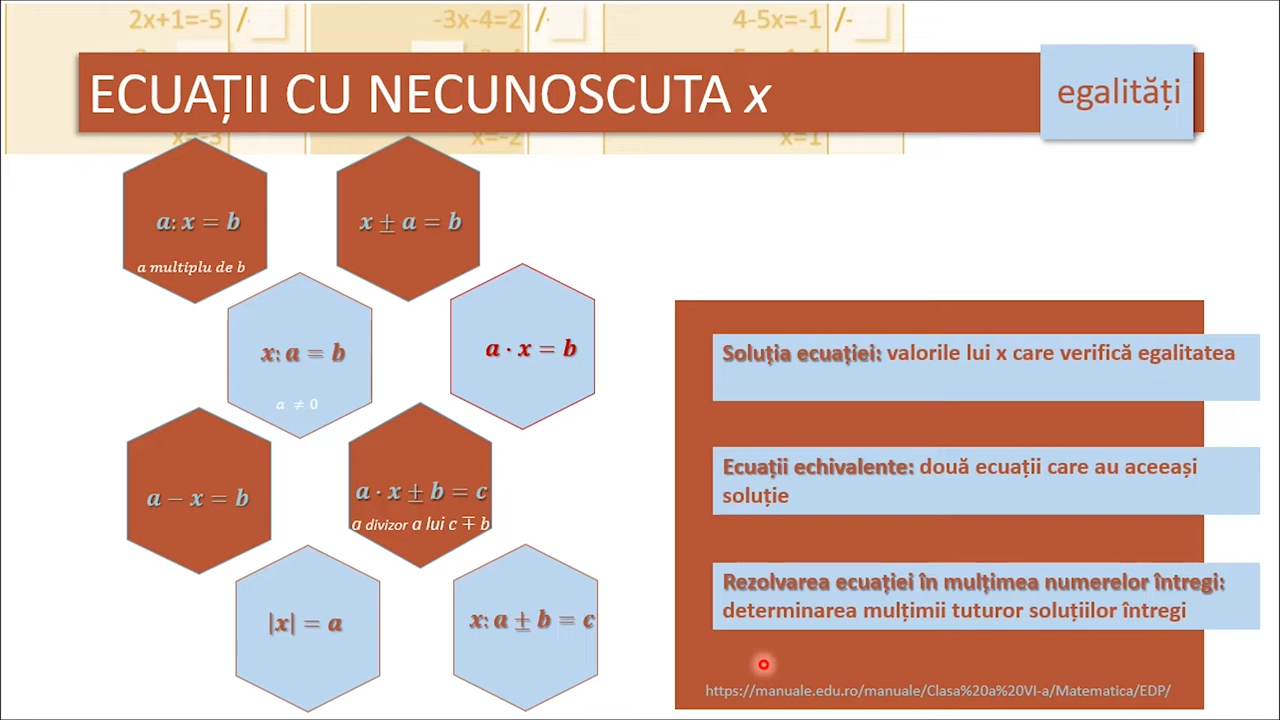 2x+1=-5 /-
-3x-4=2 /-
4-5x=-1 /-
ECUAȚII CU NECUNOSCUTA x
egalități
x=-3
x=-2
x=1
a: x = b
a multiplu de b
x ± a = b
x: a = b
a ≠ 0
a · x = b
Soluția ecuației: valorile lui x care verifică egalitatea
a − x = b
a · x ± b = c
a divizor a lui c ∓ b
Ecuații echivalente: două ecuații care au aceeași
soluție
|x| = a
x: a ± b = c
Rezolvarea ecuației în mulțimea numerelor întregi:
determinarea mulțimii tuturor soluțiilor întregi
https://manuale.edu.ro/manuale/Clasa%20a%20VI-a/Matematica/EDP/